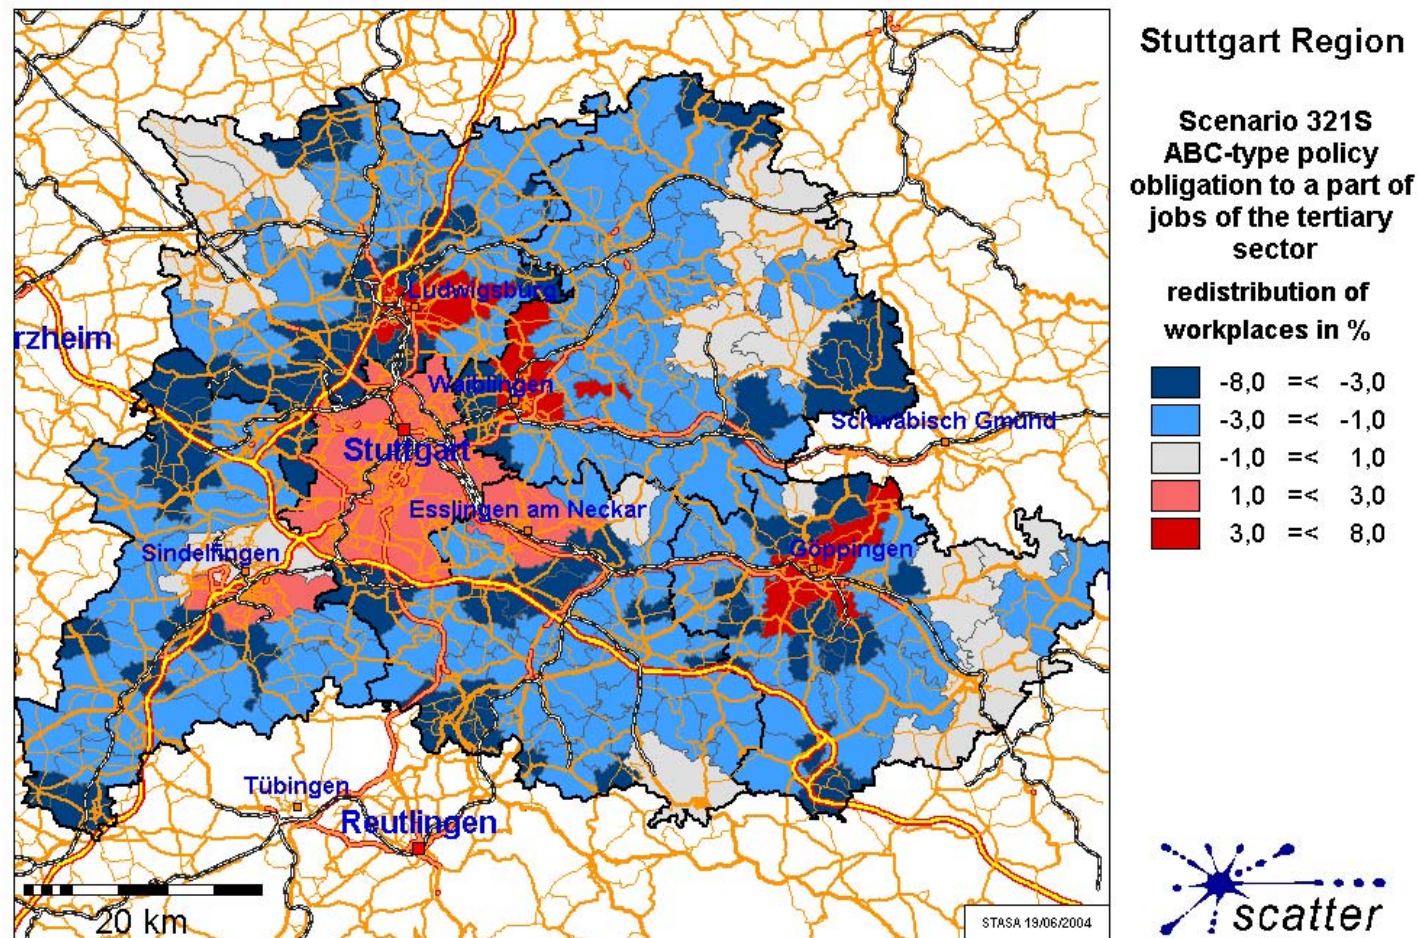 Stuttgart Region
Scenario 321S
ABC-type policy
obligation to a part of
jobs of the tertiary
sector
redistribution of
workplaces in %
-8,0 =< -3,0
-3,0 =< -1,0
-1,0 =< 1,0
1,0 =< 3,0
3,0 =< 8,0
Ludwigsburg
rzheim
Waiblingen
Schwäbisch Gmünd
Stuttgart
Esslingen am Neckar
Sindelfingen
Göppingen
Tübingen
Reutlingen
20 km
STASA 19/06/2004
scatter